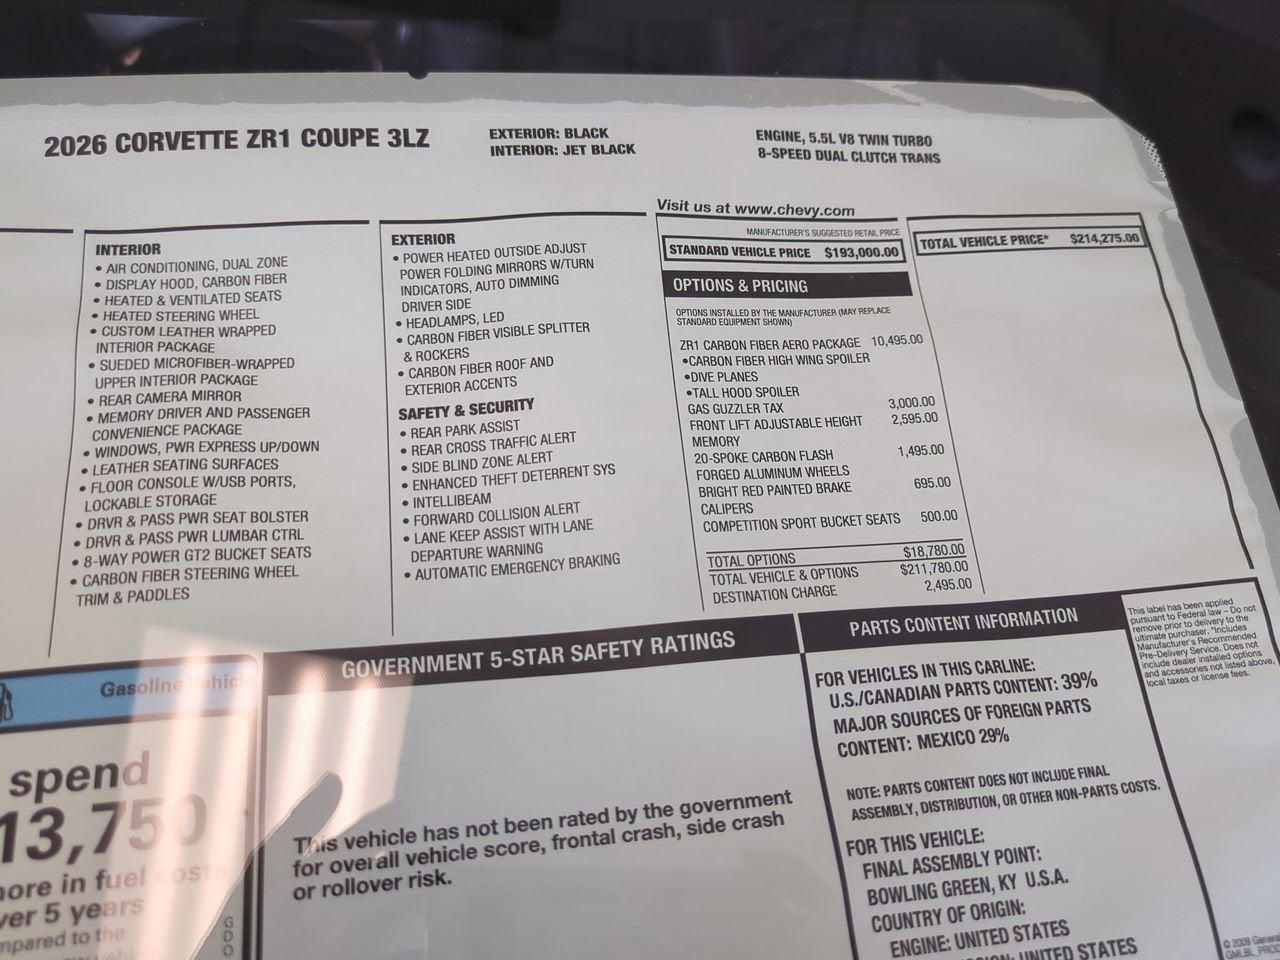 2026 CORVETTE ZR1 COUPE 3LZ
EXTERIOR: BLACK
INTERIOR: JET BLACK
ENGINE, 5.5L V8 TWIN TURBO
8-SPEED DUAL CLUTCH TRANS
INTERIOR
• AIR CONDITIONING, DUAL ZONE
• DISPLAY HOOD, CARBON FIBER
• HEATED & VENTILATED SEATS
• HEATED STEERING WHEEL
• CUSTOM LEATHER WRAPPED
INTERIOR PACKAGE
• SUEDED MICROFIBER-WRAPPED
UPPER INTERIOR PACKAGE
• REAR CAMERA MIRROR
• MEMORY DRIVER AND PASSENGER
CONVENIENCE PACKAGE
• WINDOWS, PWR EXPRESS UP/DOWN
• LEATHER SEATING SURFACES
• FLOOR CONSOLE W/USB PORTS,
LOCKABLE STORAGE
• DRVR & PASS PWR SEAT BOLSTER
• DRVR & PASS PWR LUMBAR CTRL
• 8-WAY POWER GT2 BUCKET SEATS
• CARBON FIBER STEERING WHEEL
TRIM & PADDLES
EXTERIOR
• POWER HEATED OUTSIDE ADJUST
POWER FOLDING MIRRORS W/TURN
INDICATORS, AUTO DIMMING
DRIVER SIDE
• HEADLAMPS, LED
• CARBON FIBER VISIBLE SPLITTER
& ROCKERS
• CARBON FIBER ROOF AND
EXTERIOR ACCENTS
SAFETY & SECURITY
• REAR PARK ASSIST
• REAR CROSS TRAFFIC ALERT
• SIDE BLIND ZONE ALERT
• ENHANCED THEFT DETERRENT SYS
• INTELLIBEAM
• FORWARD COLLISION ALERT
• LANE KEEP ASSIST WITH LANE
DEPARTURE WARNING
• AUTOMATIC EMERGENCY BRAKING
Visit us at www.chevy.com
MANUFACTURER'S SUGGESTED RETAIL PRICE
STANDARD VEHICLE PRICE $193,000.00
OPTIONS & PRICING
OPTIONS INSTALLED BY THE MANUFACTURER (MAY REPLACE
STANDARD EQUIPMENT SHOWN)
ZR1 CARBON FIBER AERO PACKAGE 10,495.00
•CARBON FIBER HIGH WING SPOILER
•DIVE PLANES
•TALL HOOD SPOILER
GAS GUZZLER TAX 3,000.00
FRONT LIFT ADJUSTABLE HEIGHT 2,595.00
MEMORY
20-SPOKE CARBON FLASH 1,495.00
FORGED ALUMINUM WHEELS
BRIGHT RED PAINTED BRAKE 695.00
CALIPERS
COMPETITION SPORT BUCKET SEATS 500.00
TOTAL OPTIONS $18,780.00
TOTAL VEHICLE & OPTIONS $211,780.00
DESTINATION CHARGE 2,495.00
TOTAL VEHICLE PRICE* $214,275.00
Gasoline Vehicle
spend
13,750
more in fuel costs
over 5 years
compared to the
G
D
O
GOVERNMENT 5-STAR SAFETY RATINGS
This vehicle has not been rated by the government
for overall vehicle score, frontal crash, side crash
or rollover risk.
PARTS CONTENT INFORMATION
FOR VEHICLES IN THIS CARLINE:
U.S./CANADIAN PARTS CONTENT: 39%
MAJOR SOURCES OF FOREIGN PARTS
CONTENT: MEXICO 29%
NOTE: PARTS CONTENT DOES NOT INCLUDE FINAL
ASSEMBLY, DISTRIBUTION, OR OTHER NON-PARTS COSTS.
FOR THIS VEHICLE:
FINAL ASSEMBLY POINT:
BOWLING GREEN, KY U.S.A.
COUNTRY OF ORIGIN:
ENGINE: UNITED STATES
UNITED STATES
This label has been applied
pursuant to Federal law – Do not
remove prior to delivery to the
ultimate purchaser. *Includes
Manufacturer's Recommended
Pre-Delivery Service. Does not
include dealer installed options
and accessories not listed above,
local taxes or license fees.
© 2009 General